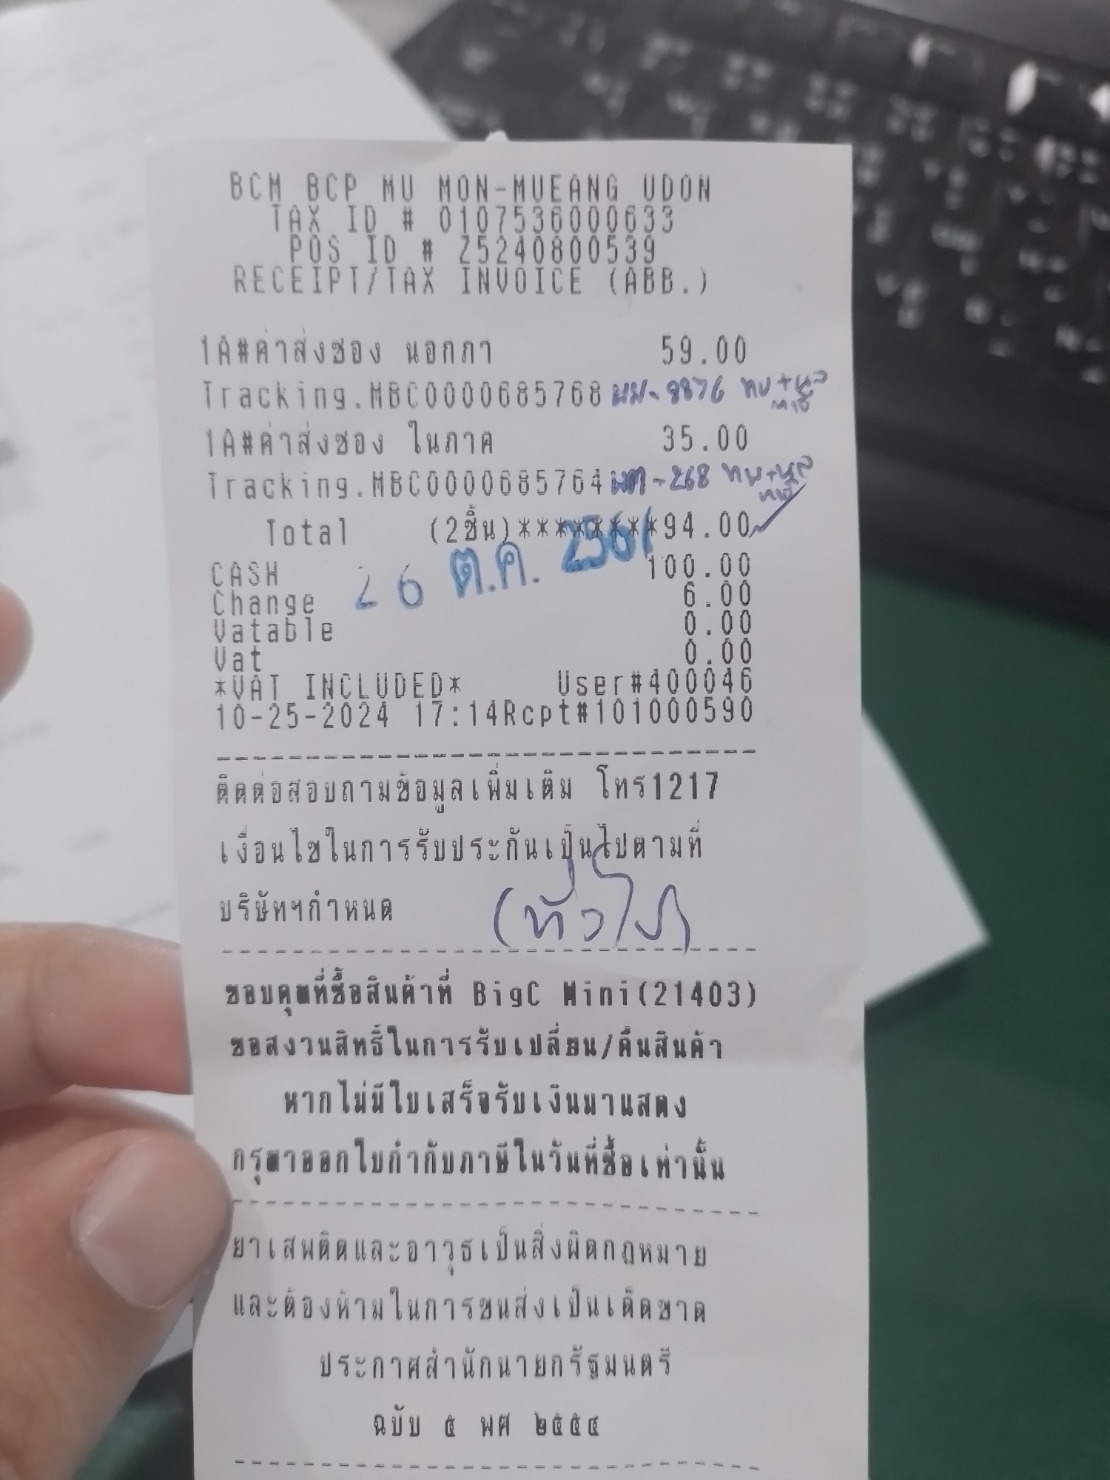 BCM BCP MU MON-MUEANG UDON
TAX ID # 0107536000633
POS ID # Z5240800539
RECEIPT/TAX INVOICE (ABB.)
1A#ค่าส่งซอง นอกภา 59.00
Tracking.MBC0000685768
1A#ค่าส่งซอง ในภาค 35.00
Tracking.MBC0000685764
Total (2ชิ้น)********94.00
26 ต.ค. 256
CASH 100.00
Change 6.00
Vatable 0.00
Vat 0.00
*VAT INCLUDED* User#400046
10-25-2024 17:14Rcpt#101000590
ติดต่อสอบถามข้อมูลเพิ่มเติม โทร1217
เงื่อนไขในการรับประกันเป็นไปตามที่
บริษัทฯกำหนด
(ทั่วไป)
ขอบคุณที่ซื้อสินค้าที่ BigC Mini(21403)
ขอสงวนสิทธิ์ในการรับเปลี่ยน/คืนสินค้า
หากไม่มีใบเสร็จรับเงินมาแสดง
กรุณาออกใบกำกับภาษีในวันที่ซื้อเท่านั้น
ยาเสพติดและอาวุธเป็นสิ่งผิดกฎหมาย
และต้องห้ามในการขนส่งเป็นเด็ดขาด
ประกาศสำนักนายกรัฐมนตรี
ฉบับ ๕ พศ ๒๕๕๔